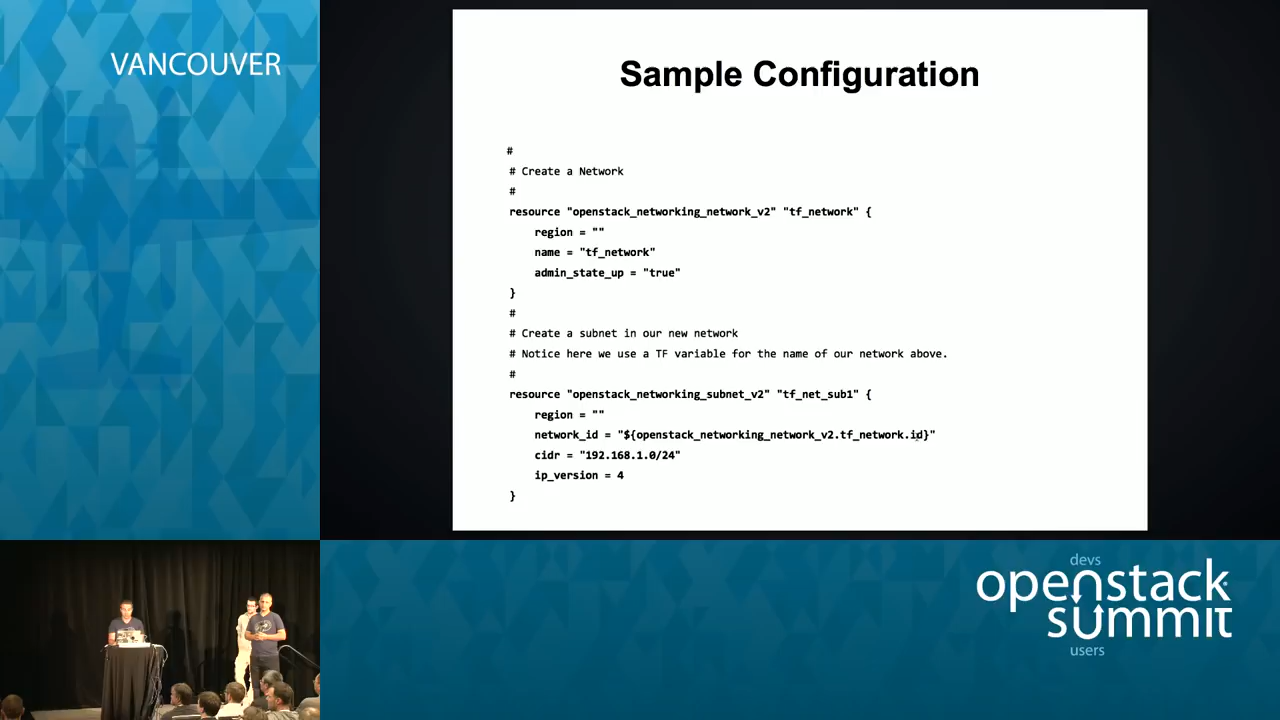 VANCOUVER
Sample Configuration
#
# Create a Network
#
resource "openstack_networking_network_v2" "tf_network" {
region = ""
name = "tf_network"
admin_state_up = "true"
}
#
# Create a subnet in our new network
# Notice here we use a TF variable for the name of our network above.
#
resource "openstack_networking_subnet_v2" "tf_net_sub1" {
region = ""
network_id = "${openstack_networking_network_v2.tf_network.id}"
cidr = "192.168.1.0/24"
ip_version = 4
}
devs
openstack
summit
users